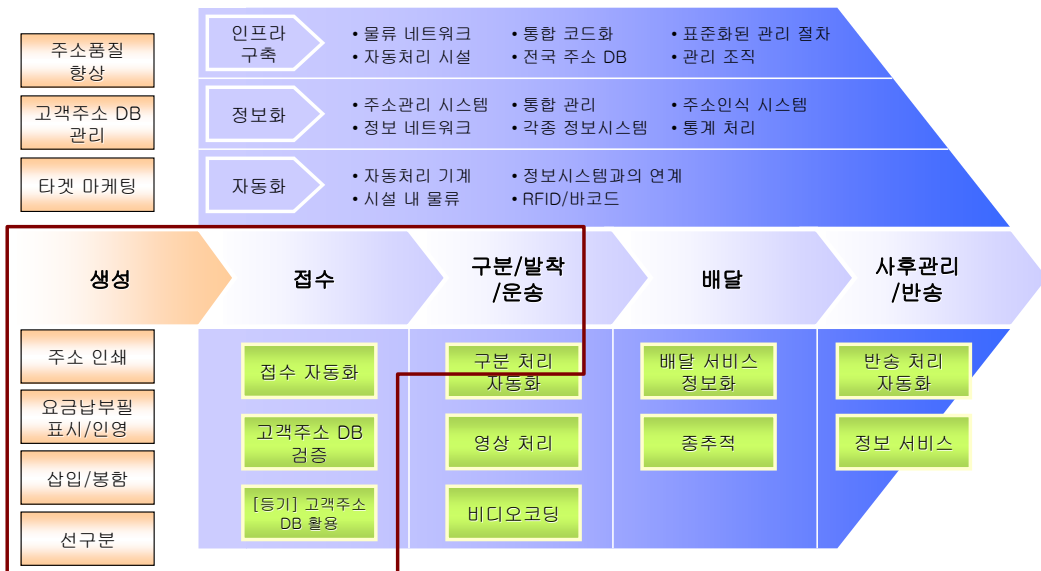 주소품질
향상
고객주소 DB
관리
타겟 마케팅
인프라
구축
• 물류 네트워크
• 자동처리 시설
• 통합 코드화
• 전국 주소 DB
• 표준화된 관리 절차
• 관리 조직
정보화
• 주소관리 시스템
• 정보 네트워크
• 통합 관리
• 각종 정보시스템
• 주소인식 시스템
• 통계 처리
자동화
• 자동처리 기계
• 시설 내 물류
• 정보시스템과의 연계
• RFID/바코드
생성
접수
구분/발착
/운송
배달
사후관리
/반송
주소 인쇄
요금납부필
표시/인영
삽입/봉함
선구분
접수 자동화
고객주소 DB
검증
[등기] 고객주소
DB 활용
구분 처리
자동화
영상 처리
비디오코딩
배달 서비스
정보화
종추적
반송 처리
자동화
정보 서비스